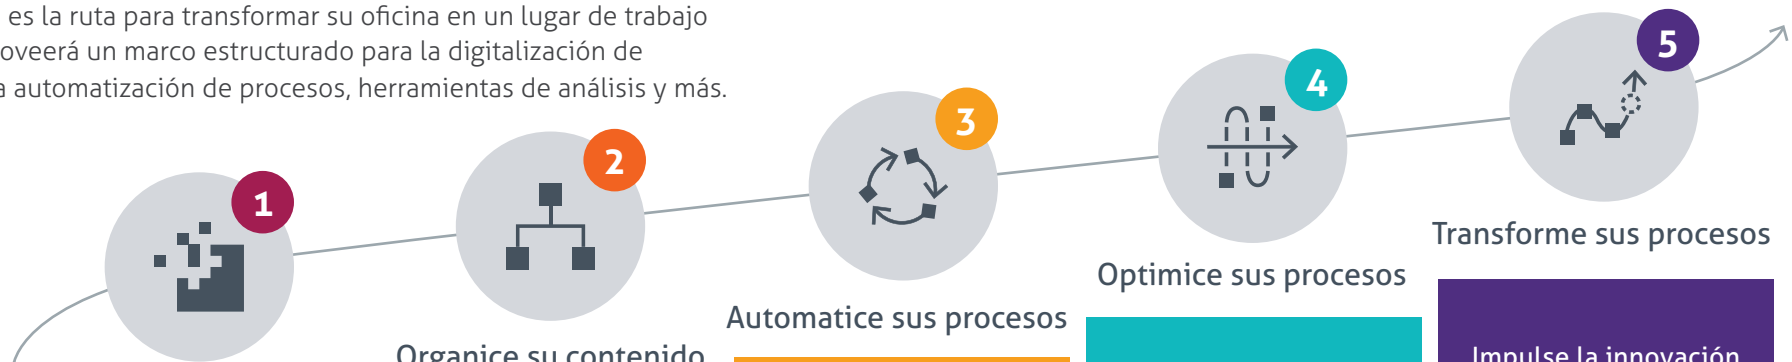 es la ruta para transformar su oficina en un lugar de trabajo
oveerá un marco estructurado para la digitalización de
a automatización de procesos, herramientas de análisis y más.
1
2
3
4
5
Transforme sus procesos
Optimice sus procesos
Automatice sus procesos
Organice su contenido
Impulse la innovación